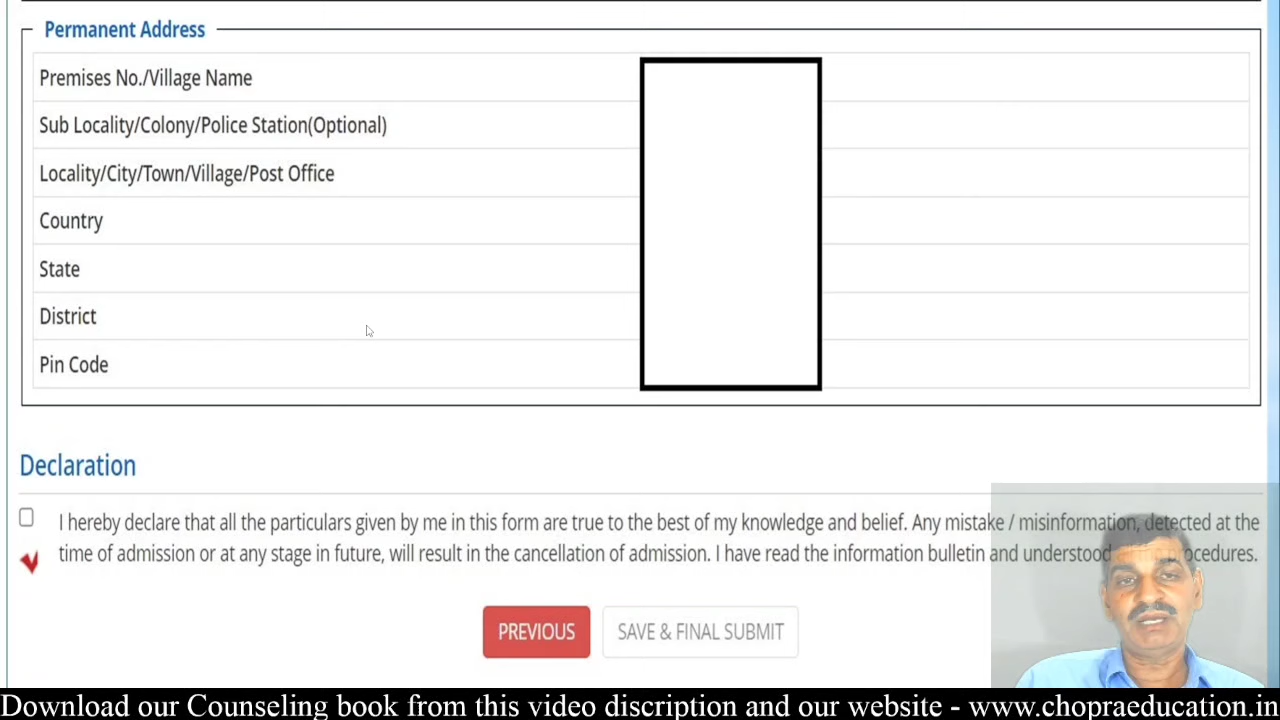 Permanent Address
Premises No./Village Name
Sub Locality/Colony/Police Station(Optional)
Locality/City/Town/Village/Post Office
Country
State
District
Pin Code
Declaration
I hereby declare that all the particulars given by me in this form are true to the best of my knowledge and belief. Any mistake / misinformation, detected at the
time of admission or at any stage in future, will result in the cancellation of admission. I have read the information bulletin and understood procedures.
PREVIOUS
SAVE & FINAL SUBMIT
Download our Counseling book from this video discription and our website - www.chopraeducation.in